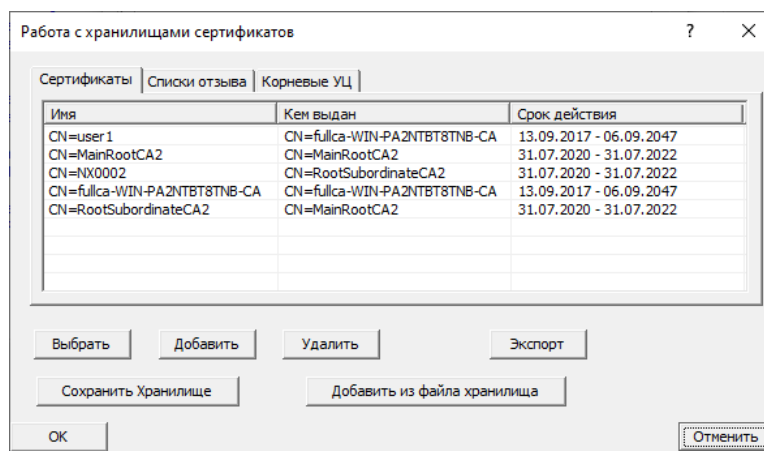 Работа с хранилищами сертификатов ? ×
Сертификаты Списки отзыва Корневые УЦ
Имя Кем выдан Срок действия
CN=user1 CN=fullca-WIN-PA2NTBT8TNB-CA 13.09.2017 - 06.09.2047
CN=MainRootCA2 CN=MainRootCA2 31.07.2020 - 31.07.2022
CN=NX0002 CN=RootSubordinateCA2 31.07.2020 - 31.07.2022
CN=fullca-WIN-PA2NTBT8TNB-CA CN=fullca-WIN-PA2NTBT8TNB-CA 13.09.2017 - 06.09.2047
CN=RootSubordinateCA2 CN=MainRootCA2 31.07.2020 - 31.07.2022
Выбрать Добавить Удалить Экспорт
Сохранить Хранилище Добавить из файла хранилища
ОК Отменить